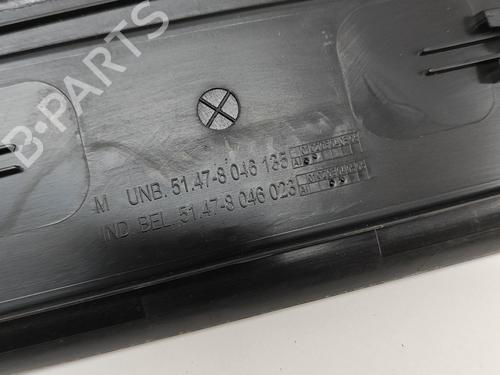 B-PARTS
M UNB. 51.47-8 046 135
IND. BEL. 51.47-8 046 023